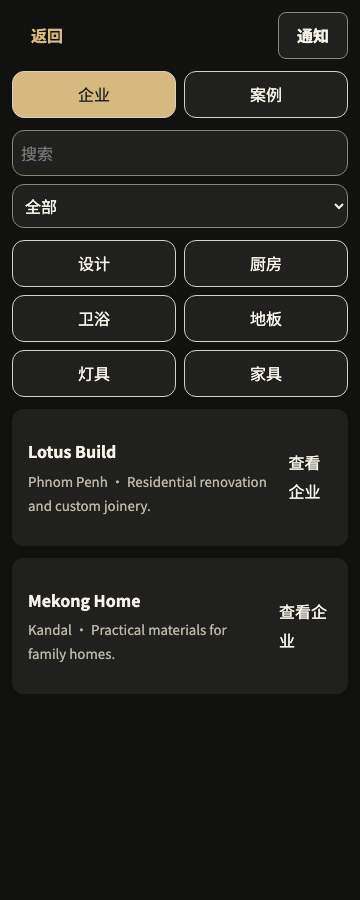 返回
通知
企业
案例
搜索
全部
设计
厨房
卫浴
地板
灯具
家具
Lotus Build
Phnom Penh • Residential renovation
and custom joinery.
查看
企业
Mekong Home
Kandal • Practical materials for
family homes.
查看企
业